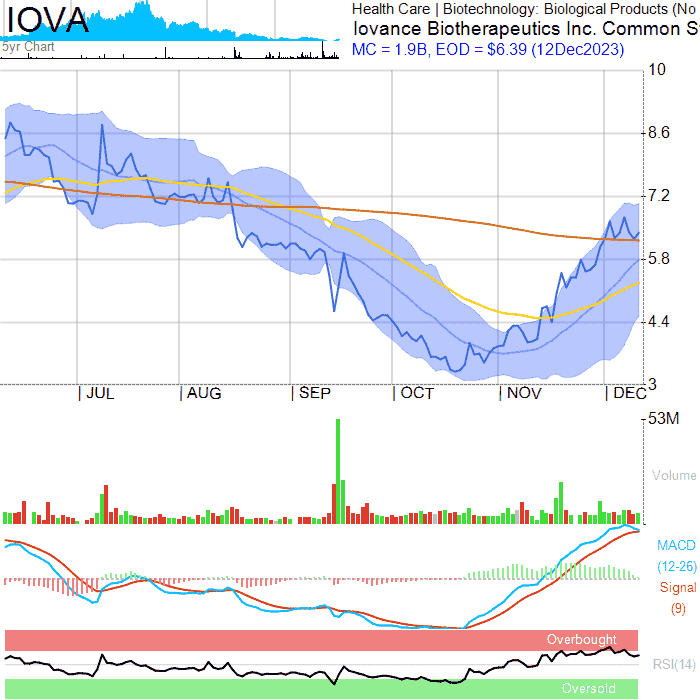 IOVA
5yr Chart
Health Care | Biotechnology: Biological Products (No
Iovance Biotherapeutics Inc. Common S
MC = 1.9B, EOD = $6.39 (12Dec2023)
10
8.6
7.2
5.8
4.4
3
| JUL | AUG | SEP | OCT | NOV | DEC
53M
Volume
MACD
(12-26)
Signal
(9)
Overbought
RSI(14)
Oversold